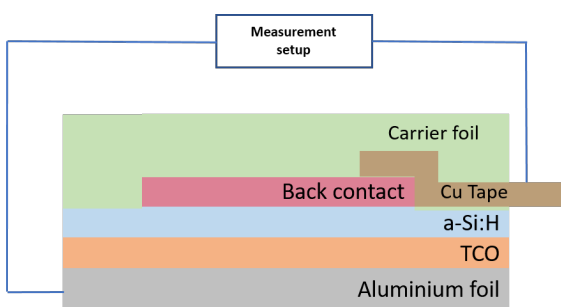 Measurement
setup
Carrier foil
Back contact
Cu Tape
a-Si:H
TCO
Aluminium foil